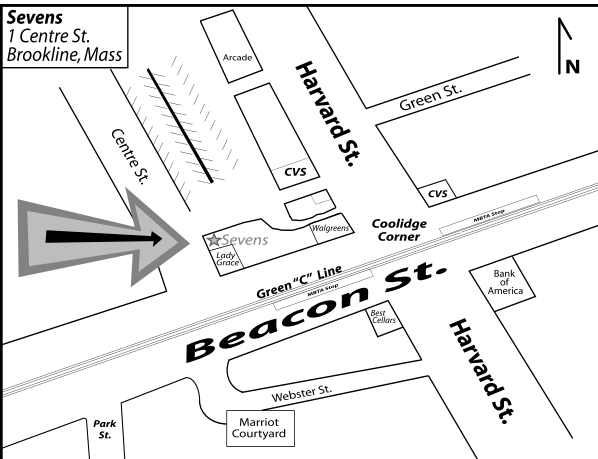 Sevens
1 Centre St.
Brookline, Mass
Arcade
N
Harvard St.
Green St.
Centre St.
CVS
CVS
MBTA Stop
Walgreens
Coolidge
Corner
Sevens
Lady
Grace
Green "C" Line
MBTA Stop
Bank
of
America
Beacon St.
Best
Cellars
Harvard St.
Webster St.
Park
St.
Marriot
Courtyard